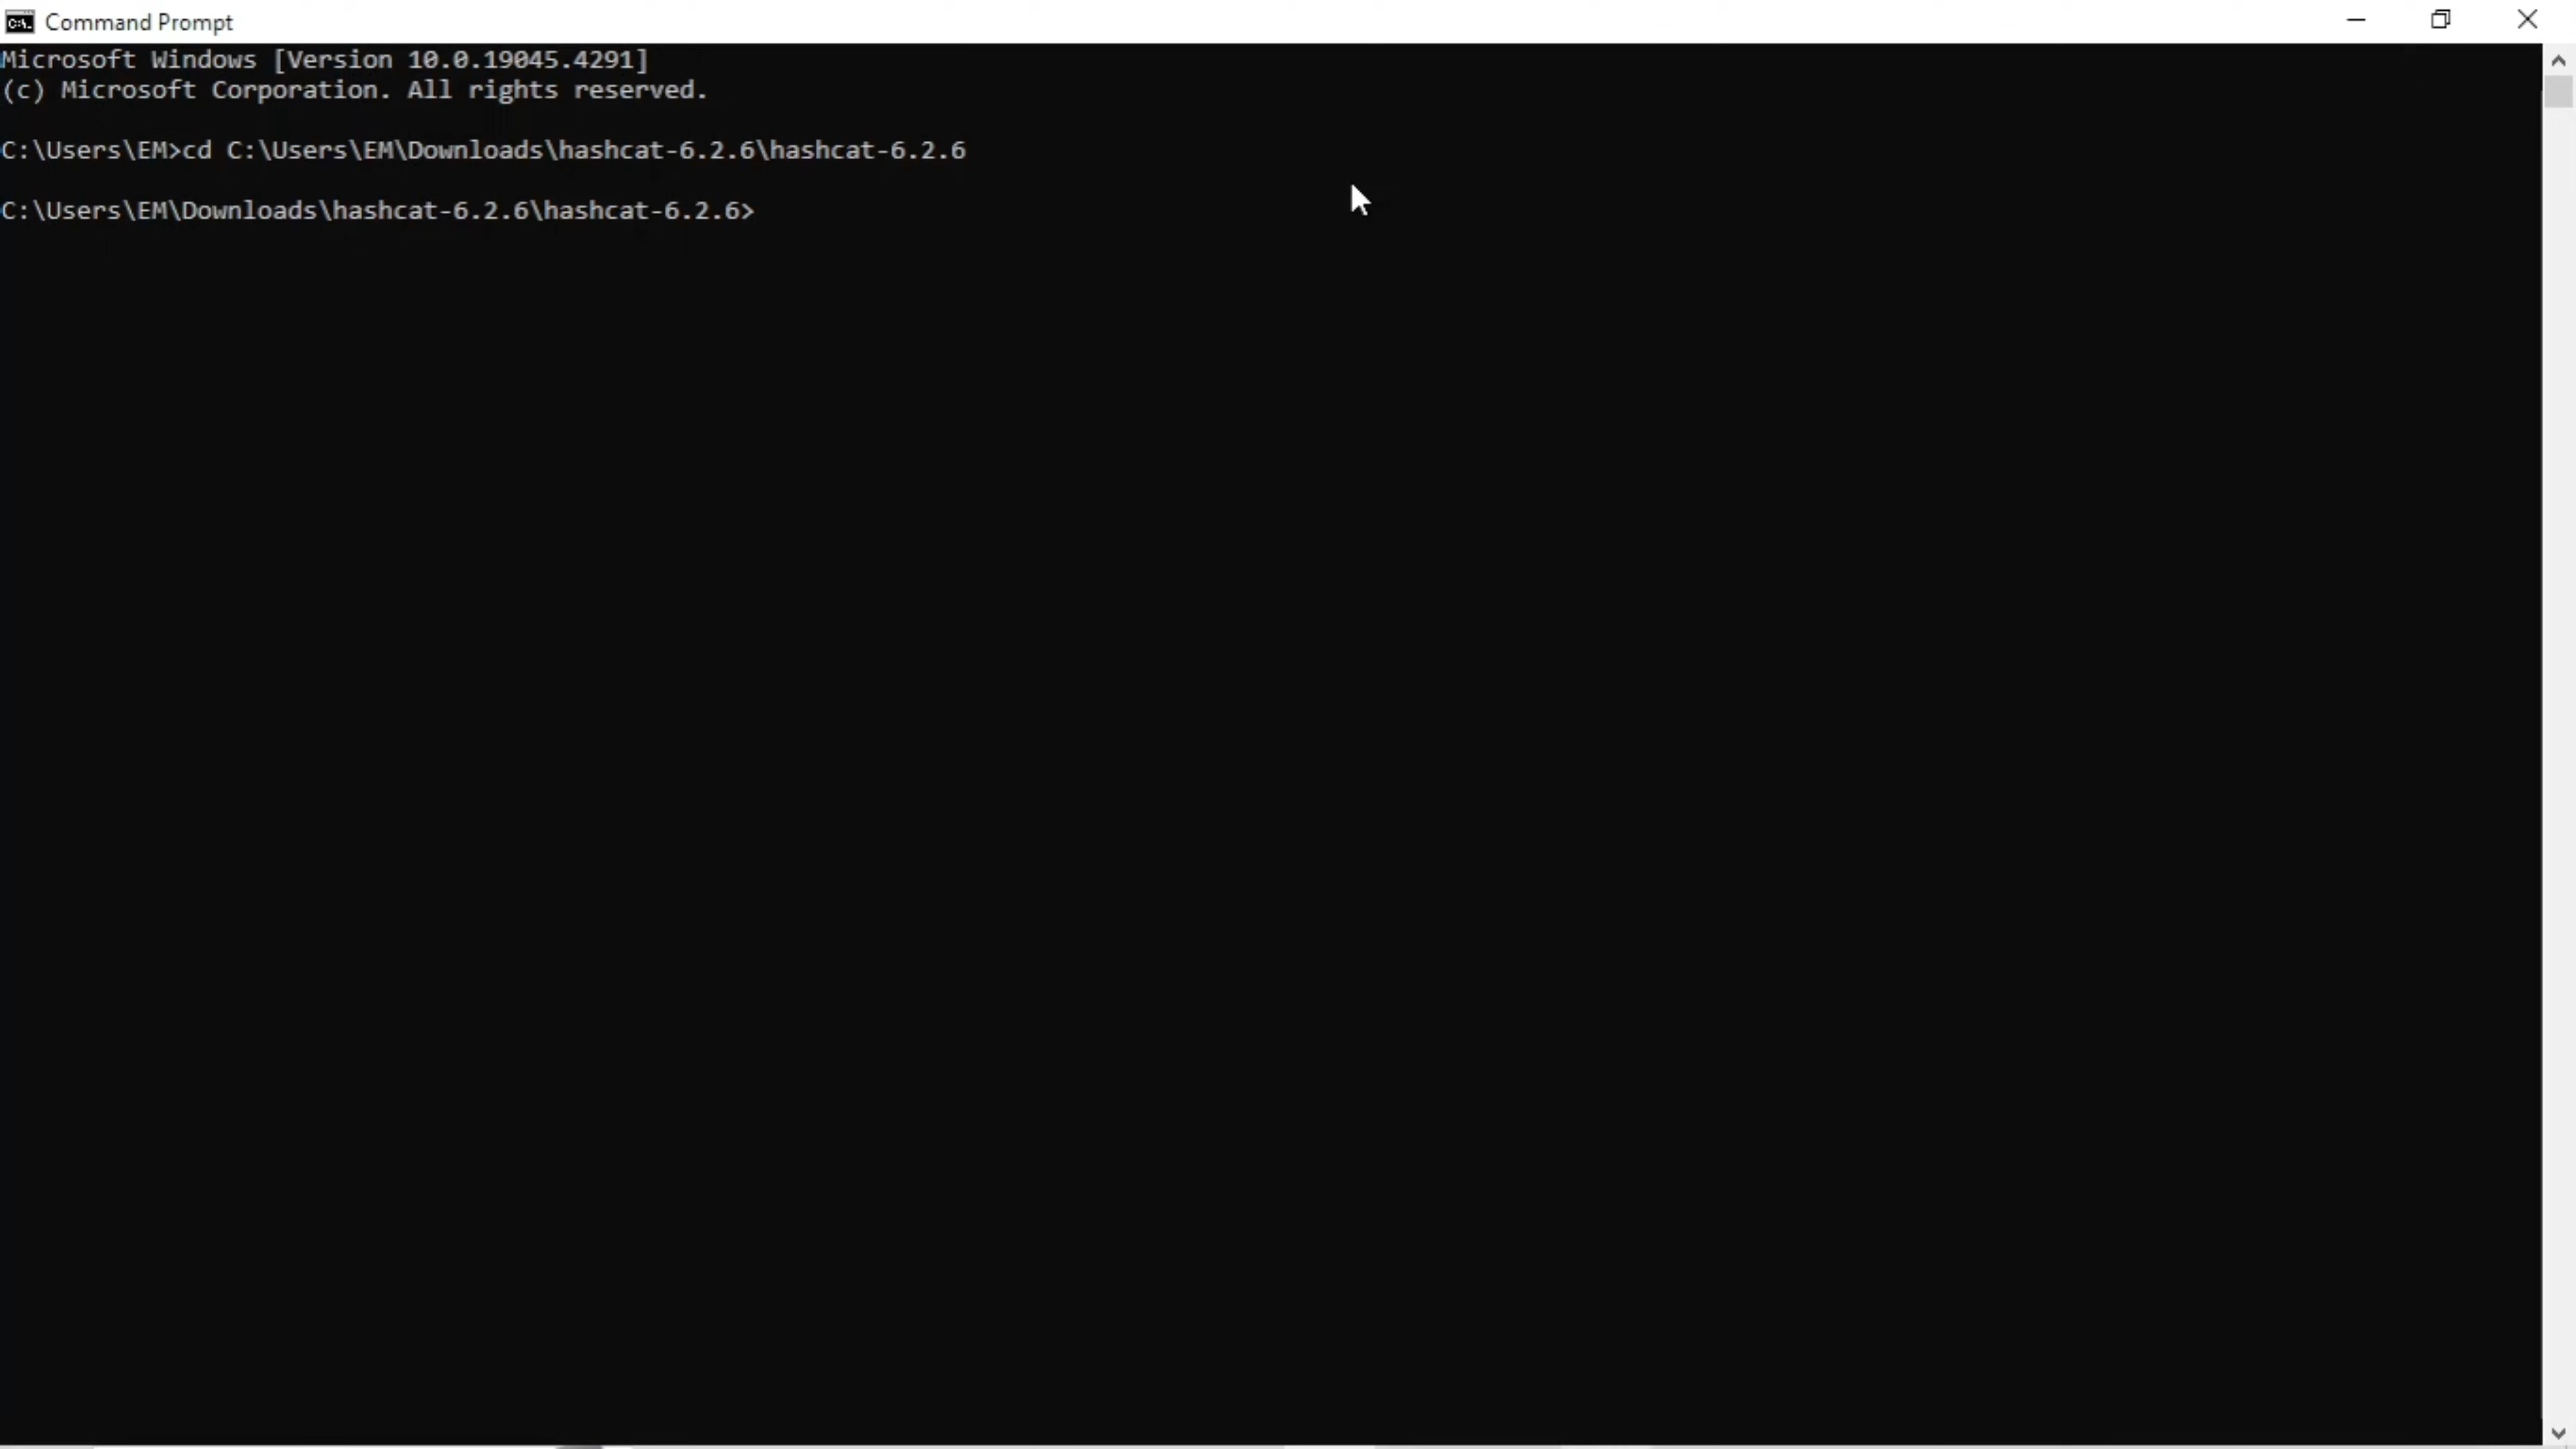 Command Prompt
Microsoft Windows [Version 10.0.19045.4291]
(c) Microsoft Corporation. All rights reserved.
C:\Users\EM>cd C:\Users\EM\Downloads\hashcat-6.2.6\hashcat-6.2.6
C:\Users\EM\Downloads\hashcat-6.2.6\hashcat-6.2.6>